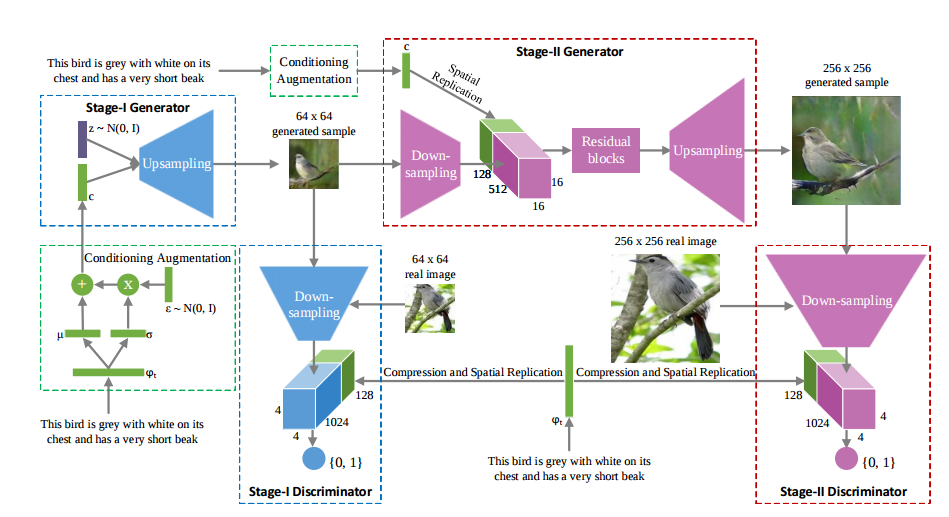 This bird is grey with white on its
chest and has a very short beak
Conditioning
Augmentation
c
Spatial
Replication
Stage-II Generator
256 x 256
generated sample
Stage-I Generator
z ~ N(0, I)
c
Upsampling
64 x 64
generated sample
Down-
sampling
128
512
16
16
Residual
blocks
Upsampling
Conditioning Augmentation
+
x
ε ~ N(0, I)
μ
σ
φt
This bird is grey with white on its
chest and has a very short beak
64 x 64
real image
Down-
sampling
4
4
1024
128
{0, 1}
Stage-I Discriminator
256 x 256 real image
Compression and Spatial Replication
Compression and Spatial Replication
φt
This bird is grey with white on its
chest and has a very short beak
Down-sampling
128
1024
4
4
{0, 1}
Stage-II Discriminator